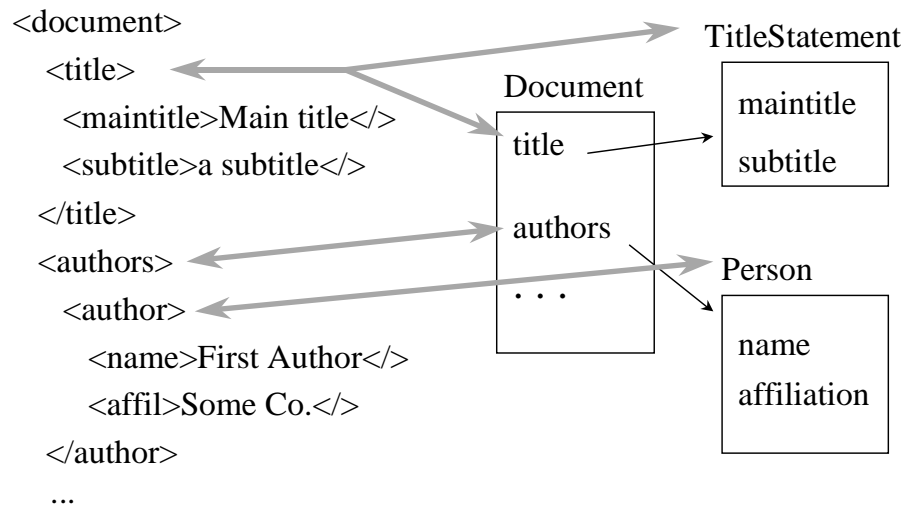 <document>
<title>
<maintitle>Main title</>
<subtitle>a subtitle</>
</title>
<authors>
<author>
<name>First Author</>
<affil>Some Co.</>
</author>
...
Document
title
authors
. . .
TitleStatement
maintitle
subtitle
Person
name
affiliation